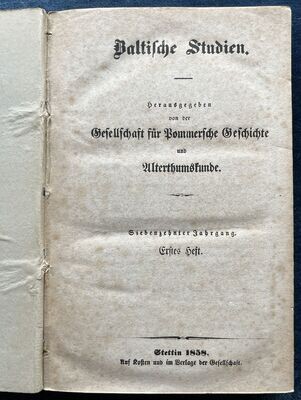 Baltische Studien.
Herausgegeben
von der
Gesellschaft für Pommersche Geschichte
und
Alterthumskunde.
Siebenzehnter Jahrgang.
Erstes Heft.
Stettin 1858.
Auf Kosten und im Verlage der Gesellschaft.